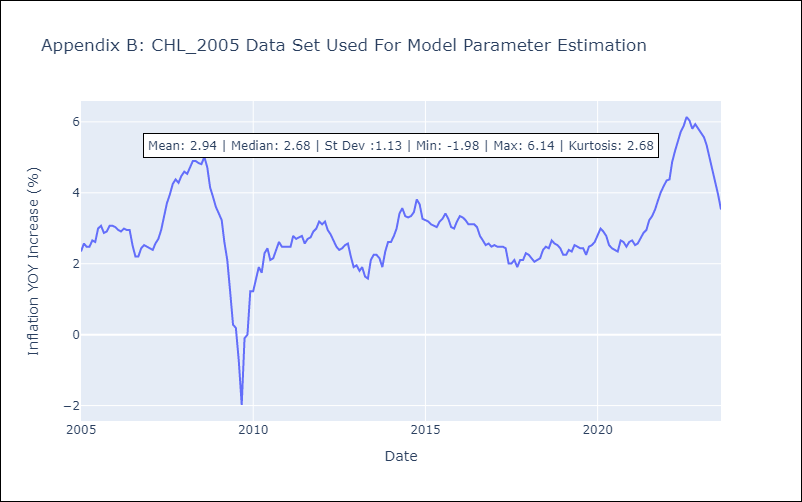 Appendix B: CHL_2005 Data Set Used For Model Parameter Estimation
Mean: 2.94 | Median: 2.68 | St Dev :1.13 | Min: -1.98 | Max: 6.14 | Kurtosis: 2.68
Inflation YOY Increase (%)
6
4
2
0
−2
2005
2010
2015
2020
Date